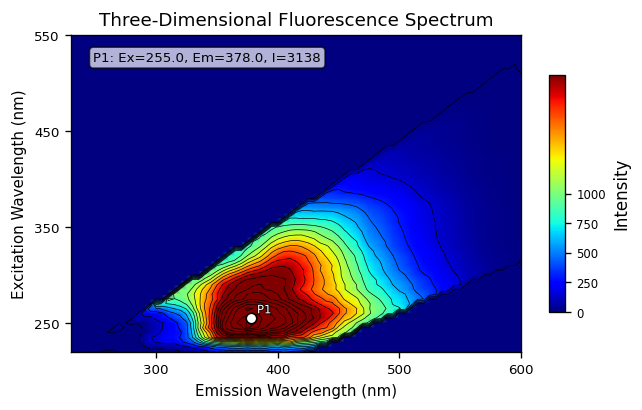 Three-Dimensional Fluorescence Spectrum
P1: Ex=255.0, Em=378.0, I=3138
P1
550
450
350
250
300
400
500
600
Excitation Wavelength (nm)
Emission Wavelength (nm)
1000
750
500
250
0
Intensity